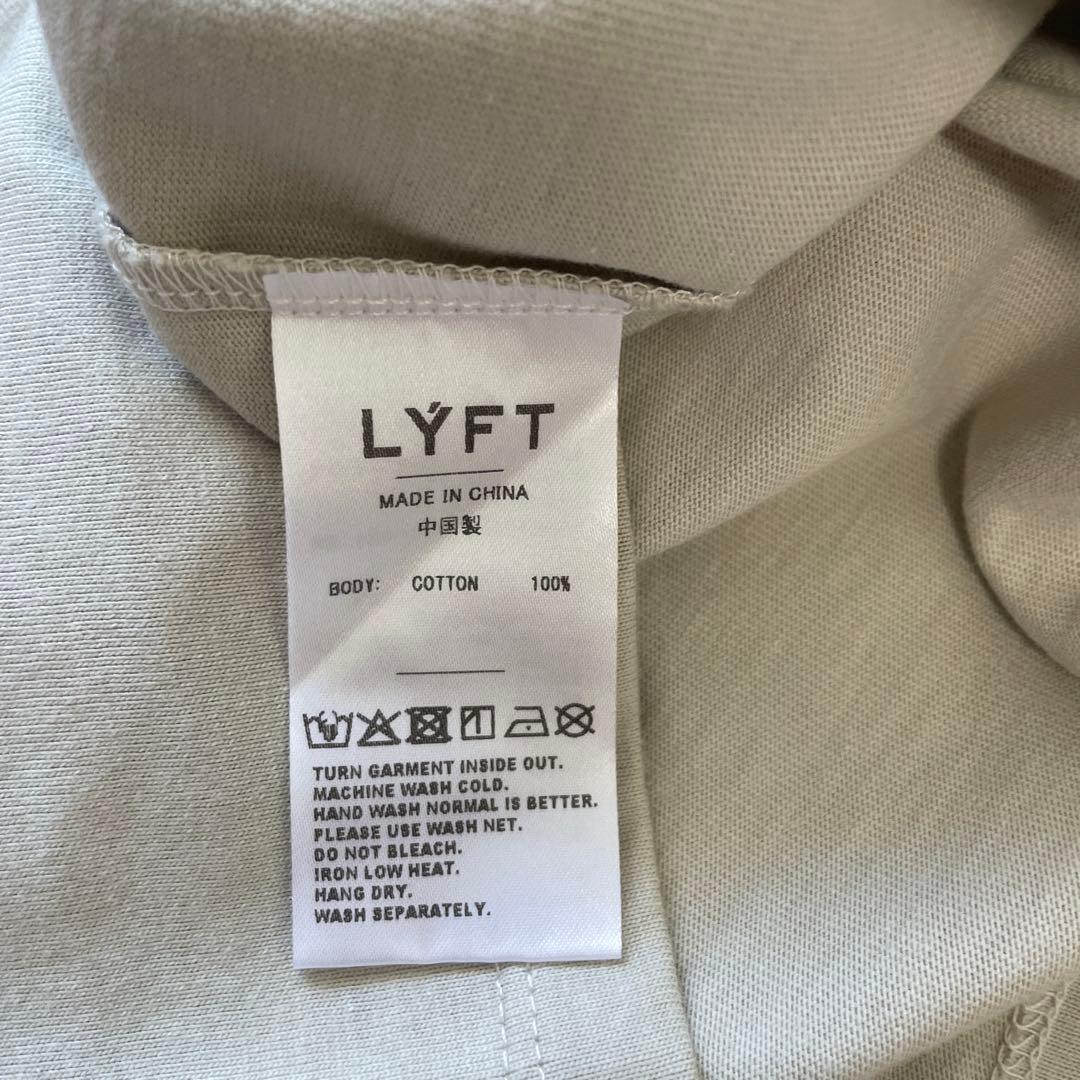 LÝFT
MADE IN CHINA
中国製
BODY: COTTON 100%
TURN GARMENT INSIDE OUT.
MACHINE WASH COLD.
HAND WASH NORMAL IS BETTER.
PLEASE USE WASH NET.
DO NOT BLEACH.
IRON LOW HEAT.
HANG DRY.
WASH SEPARATELY.